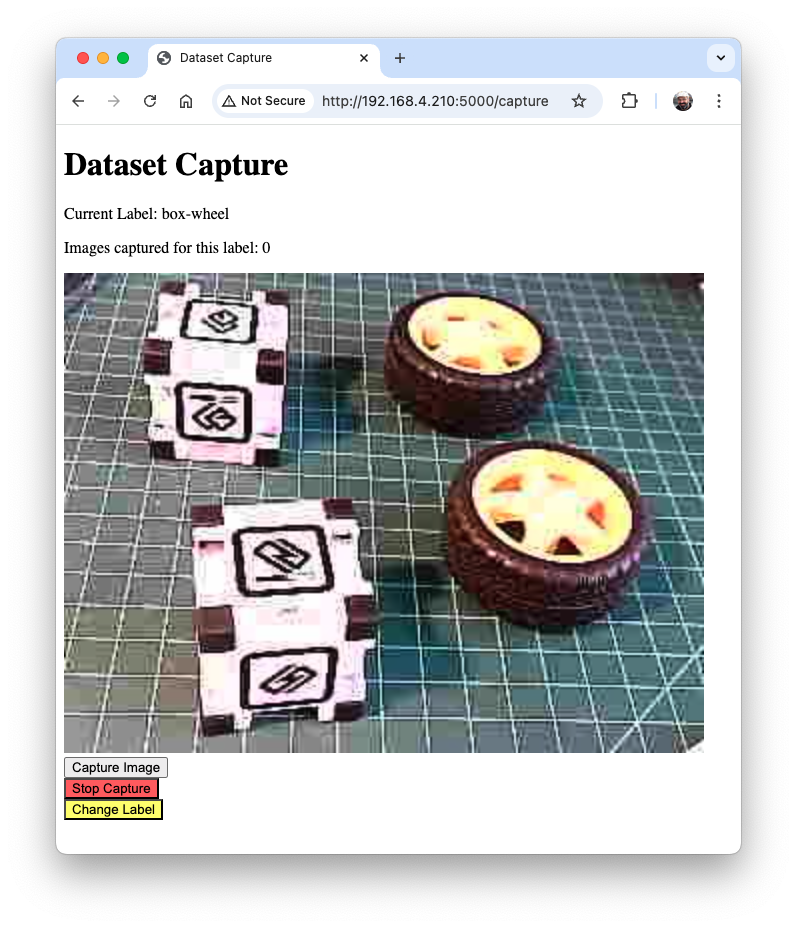 Dataset Capture
Not Secure
http://192.168.4.210:5000/capture
Dataset Capture
Current Label: box-wheel
Images captured for this label: 0
Capture Image
Stop Capture
Change Label